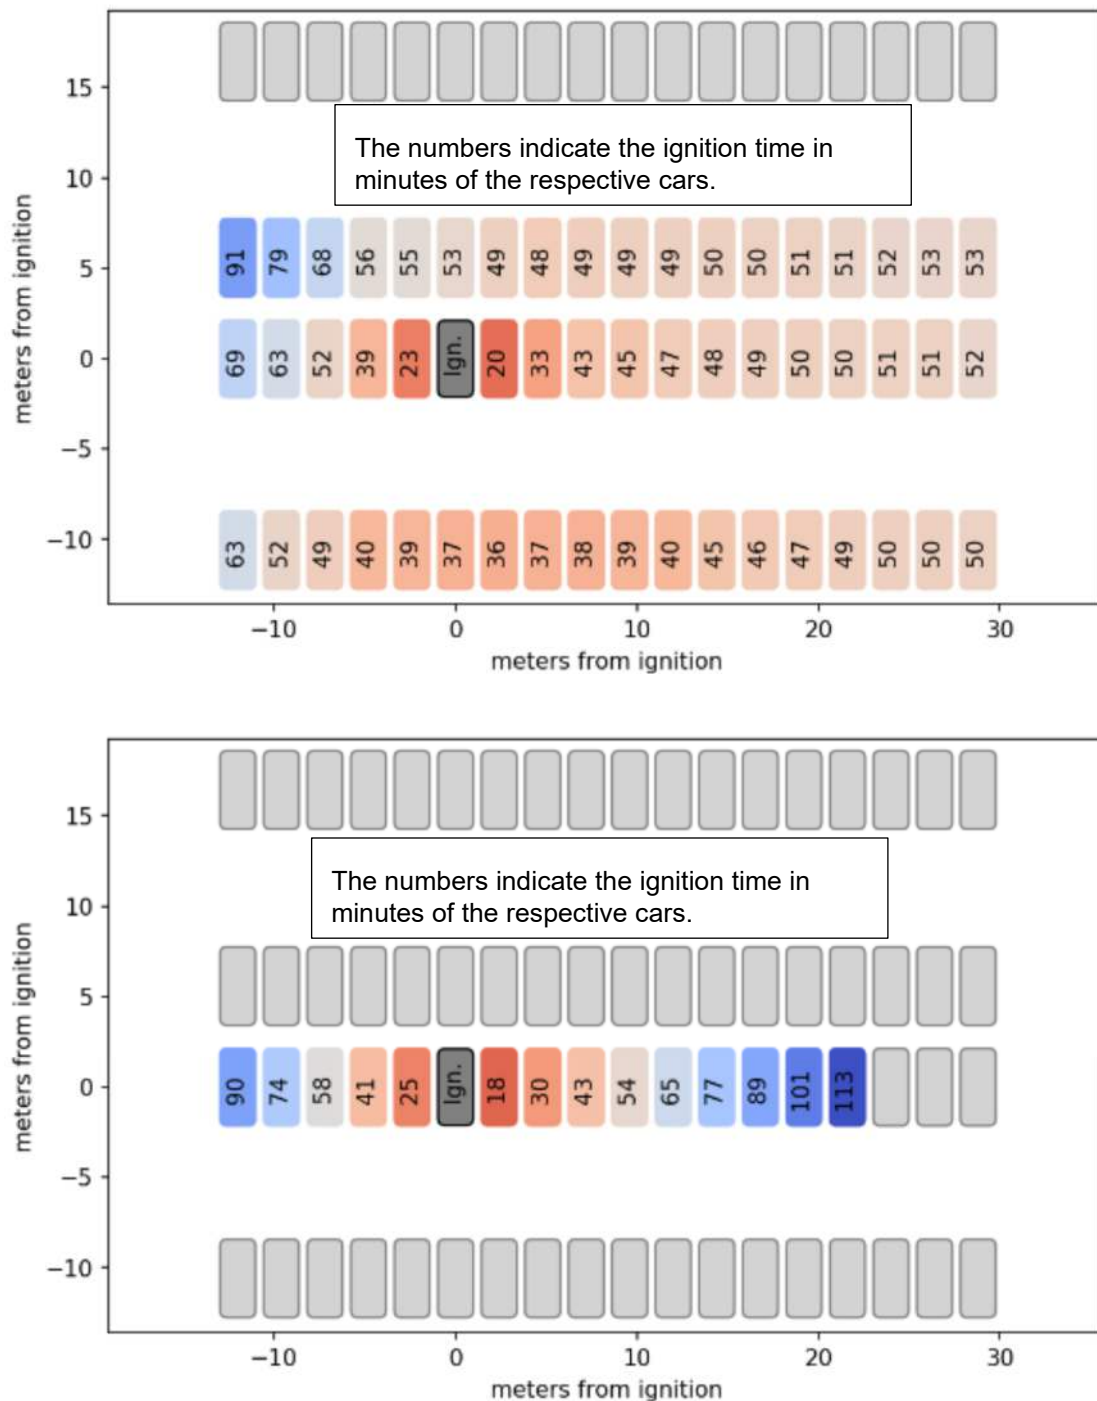 15
The numbers indicate the ignition time in
minutes of the respective cars.
10
meters from ignition
91 79 68 56 55 53 49 48 49 49 49 50 50 51 51 52 53 53
5
69 63 52 39 23 Ign. 20 33 43 45 47 48 49 50 50 51 51 52
0
−5
63 52 49 40 39 37 36 37 38 39 40 45 46 47 49 50 50 50
−10
−10 0 10 20 30
meters from ignition
15
The numbers indicate the ignition time in
minutes of the respective cars.
10
meters from ignition
5
90 74 58 41 25 Ign. 18 30 43 54 65 77 89 101 113
0
−5
−10
−10 0 10 20 30
meters from ignition